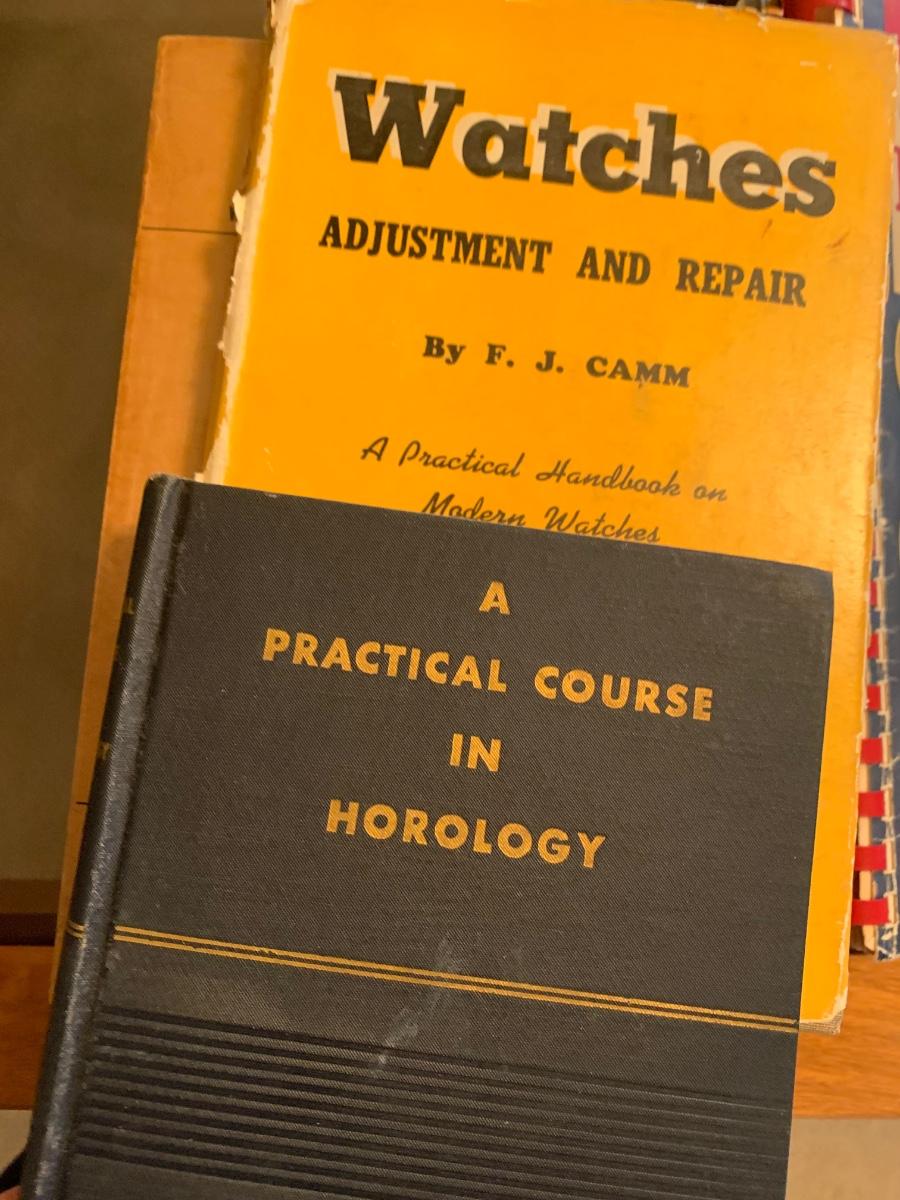 Watches
ADJUSTMENT AND REPAIR
By F. J. CAMM
A Practical Handbook on
Modern Watches
A
PRACTICAL COURSE
IN
HOROLOGY